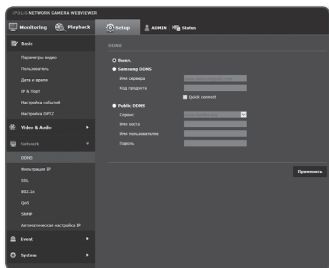 iPOLiS NETWORK CAMERA WEBVIEWER
Monitoring
Playback
Setup
ADMIN
Status
Basic
Параметры видео
Пользователь
Дата и время
IP & Порт
Настройка событий
Настройка DPTZ
Video & Audio
Network
DDNS
Фильтрация IP
SSL
802.1x
QoS
SNMP
Автоматическая настройка IP
Event
System
DDNS
Выкл.
Samsung DDNS
Имя сервера
Код продукта
Quick connect
Public DDNS
Сервис
Имя хоста
Имя пользователя
Пароль
Применить